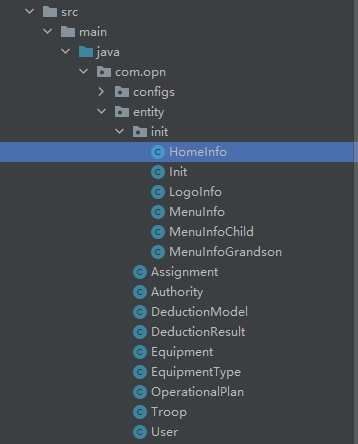 src
main
java
com.opn
configs
entity
init
HomeInfo
Init
LogoInfo
MenuInfo
MenuInfoChild
MenuInfoGrandson
Assignment
Authority
DeductionModel
DeductionResult
Equipment
EquipmentType
OperationalPlan
Troop
User